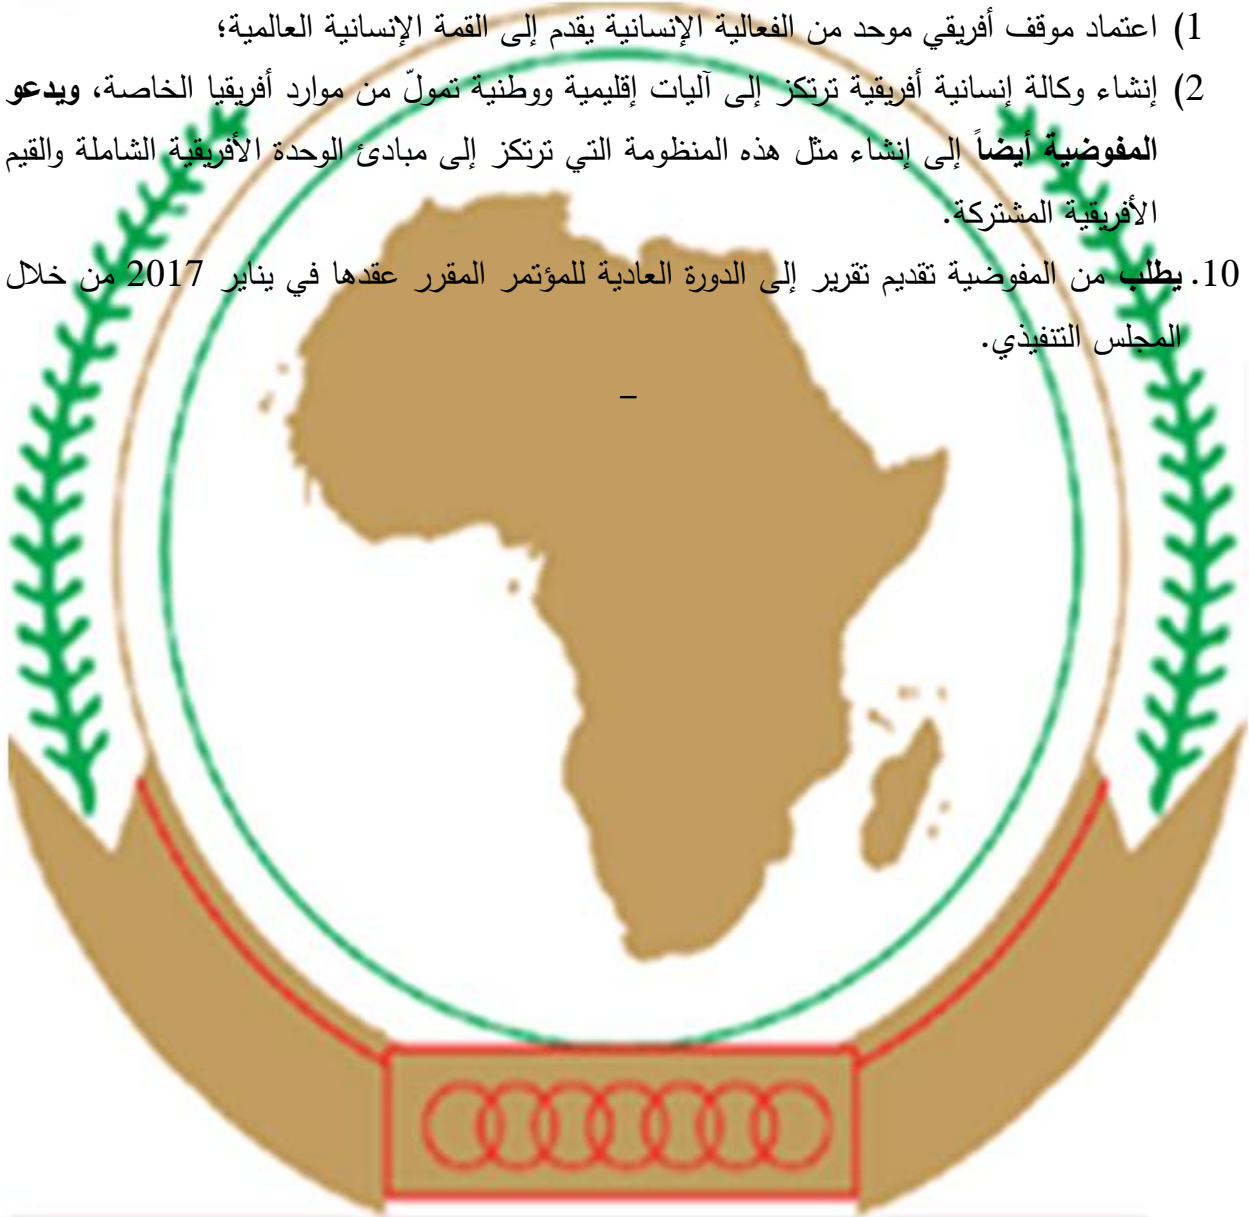 1) اعتماد موقف أفريقي موحد من الفعالية الإنسانية يقدم إلى القمة الإنسانية العالمية؛
2) إنشاء وكالة إنسانية أفريقية ترتكز إلى آليات إقليمية ووطنية تمولّ من موارد أفريقيا الخاصة، ويدعو
المفوضية أيضاً إلى إنشاء مثل هذه المنظومة التي ترتكز إلى مبادئ الوحدة الأفريقية الشاملة والقيم
الأفريقية المشتركة.
10. يطلب من المفوضية تقديم تقرير إلى الدورة العادية للمؤتمر المقرر عقدها في يناير 2017 من خلال
المجلس التنفيذي.
–